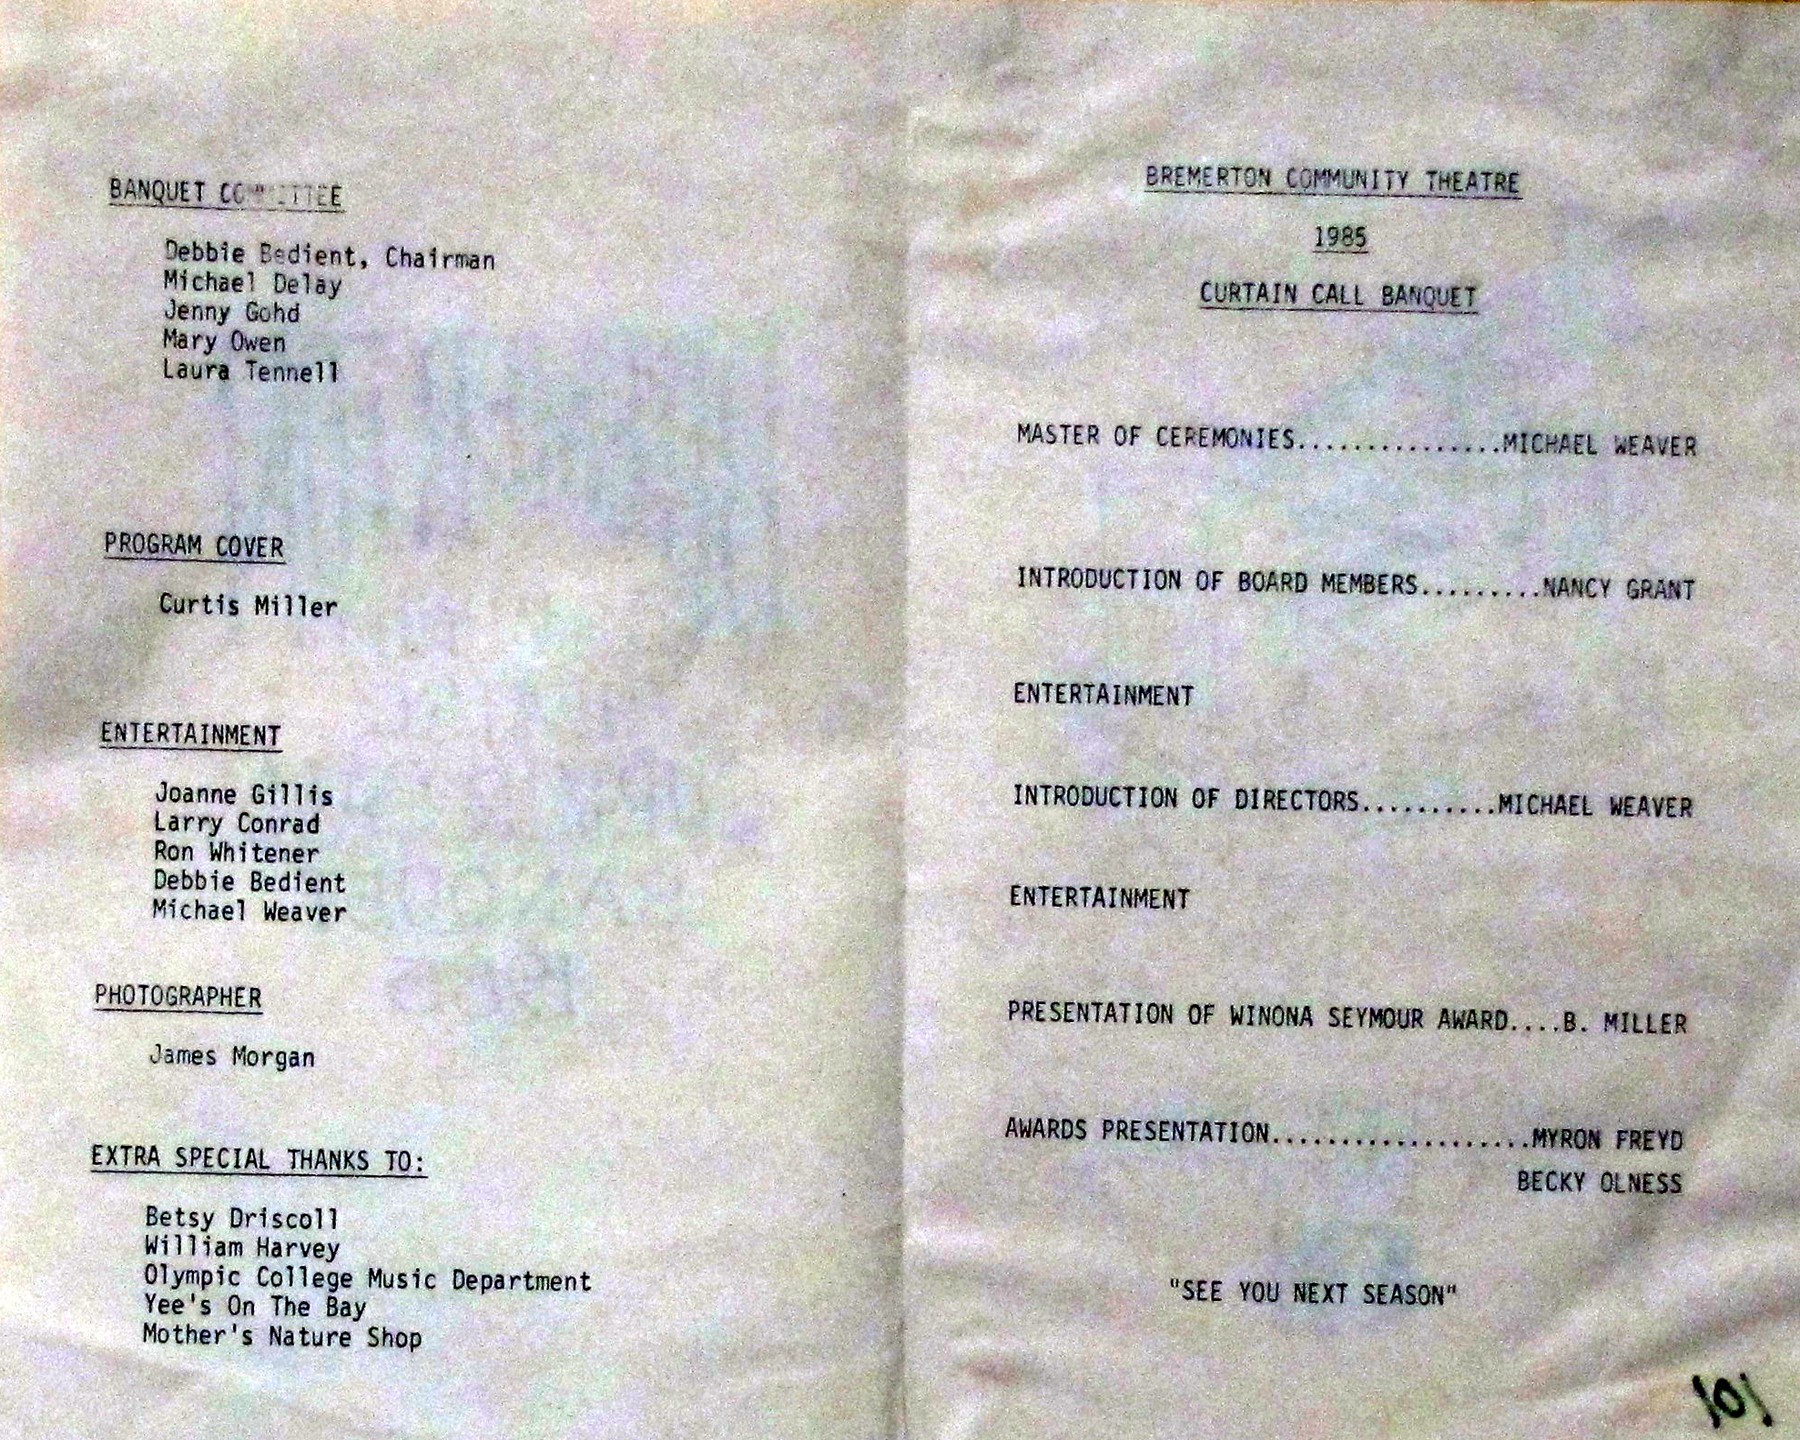 BANQUET COMMITTEE
Debbie Bedient, Chairman
Michael Delay
Jenny Gohd
Mary Owen
Laura Tennell
PROGRAM COVER
Curtis Miller
ENTERTAINMENT
Joanne Gillis
Larry Conrad
Ron Whitener
Debbie Bedient
Michael Weaver
PHOTOGRAPHER
James Morgan
EXTRA SPECIAL THANKS TO:
Betsy Driscoll
William Harvey
Olympic College Music Department
Yee's On The Bay
Mother's Nature Shop
BREMERTON COMMUNITY THEATRE
1985
CURTAIN CALL BANQUET
MASTER OF CEREMONIES...............MICHAEL WEAVER
INTRODUCTION OF BOARD MEMBERS.........NANCY GRANT
ENTERTAINMENT
INTRODUCTION OF DIRECTORS..........MICHAEL WEAVER
ENTERTAINMENT
PRESENTATION OF WINONA SEYMOUR AWARD....B. MILLER
AWARDS PRESENTATION...................MYRON FREYD
BECKY OLNESS
"SEE YOU NEXT SEASON"
101